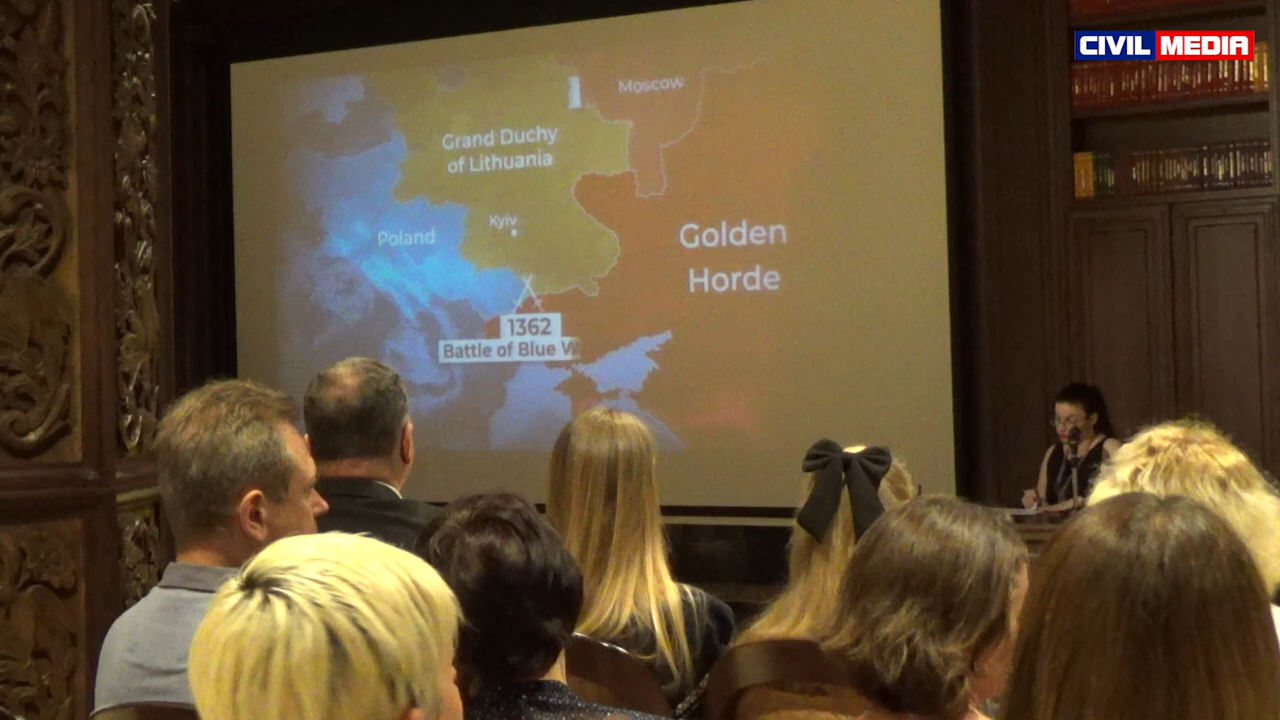 CIVIL MEDIA
Moscow
Grand Duchy
of Lithuania
Kyiv
Poland
Golden
Horde
1362
Battle of Blue W